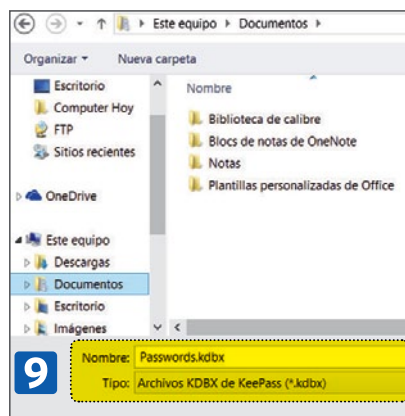 Este equipo ▸ Documentos ▸
Organizar Nueva carpeta
Escritorio
Computer Hoy
FTP
Sitios recientes
OneDrive
Este equipo
Descargas
Documentos
Escritorio
Imágenes
Nombre
Biblioteca de calibre
Blocs de notas de OneNote
Notas
Plantillas personalizadas de Office
9
Nombre: Passwords.kdbx
Tipo: Archivos KDBX de KeePass (*.kdbx)